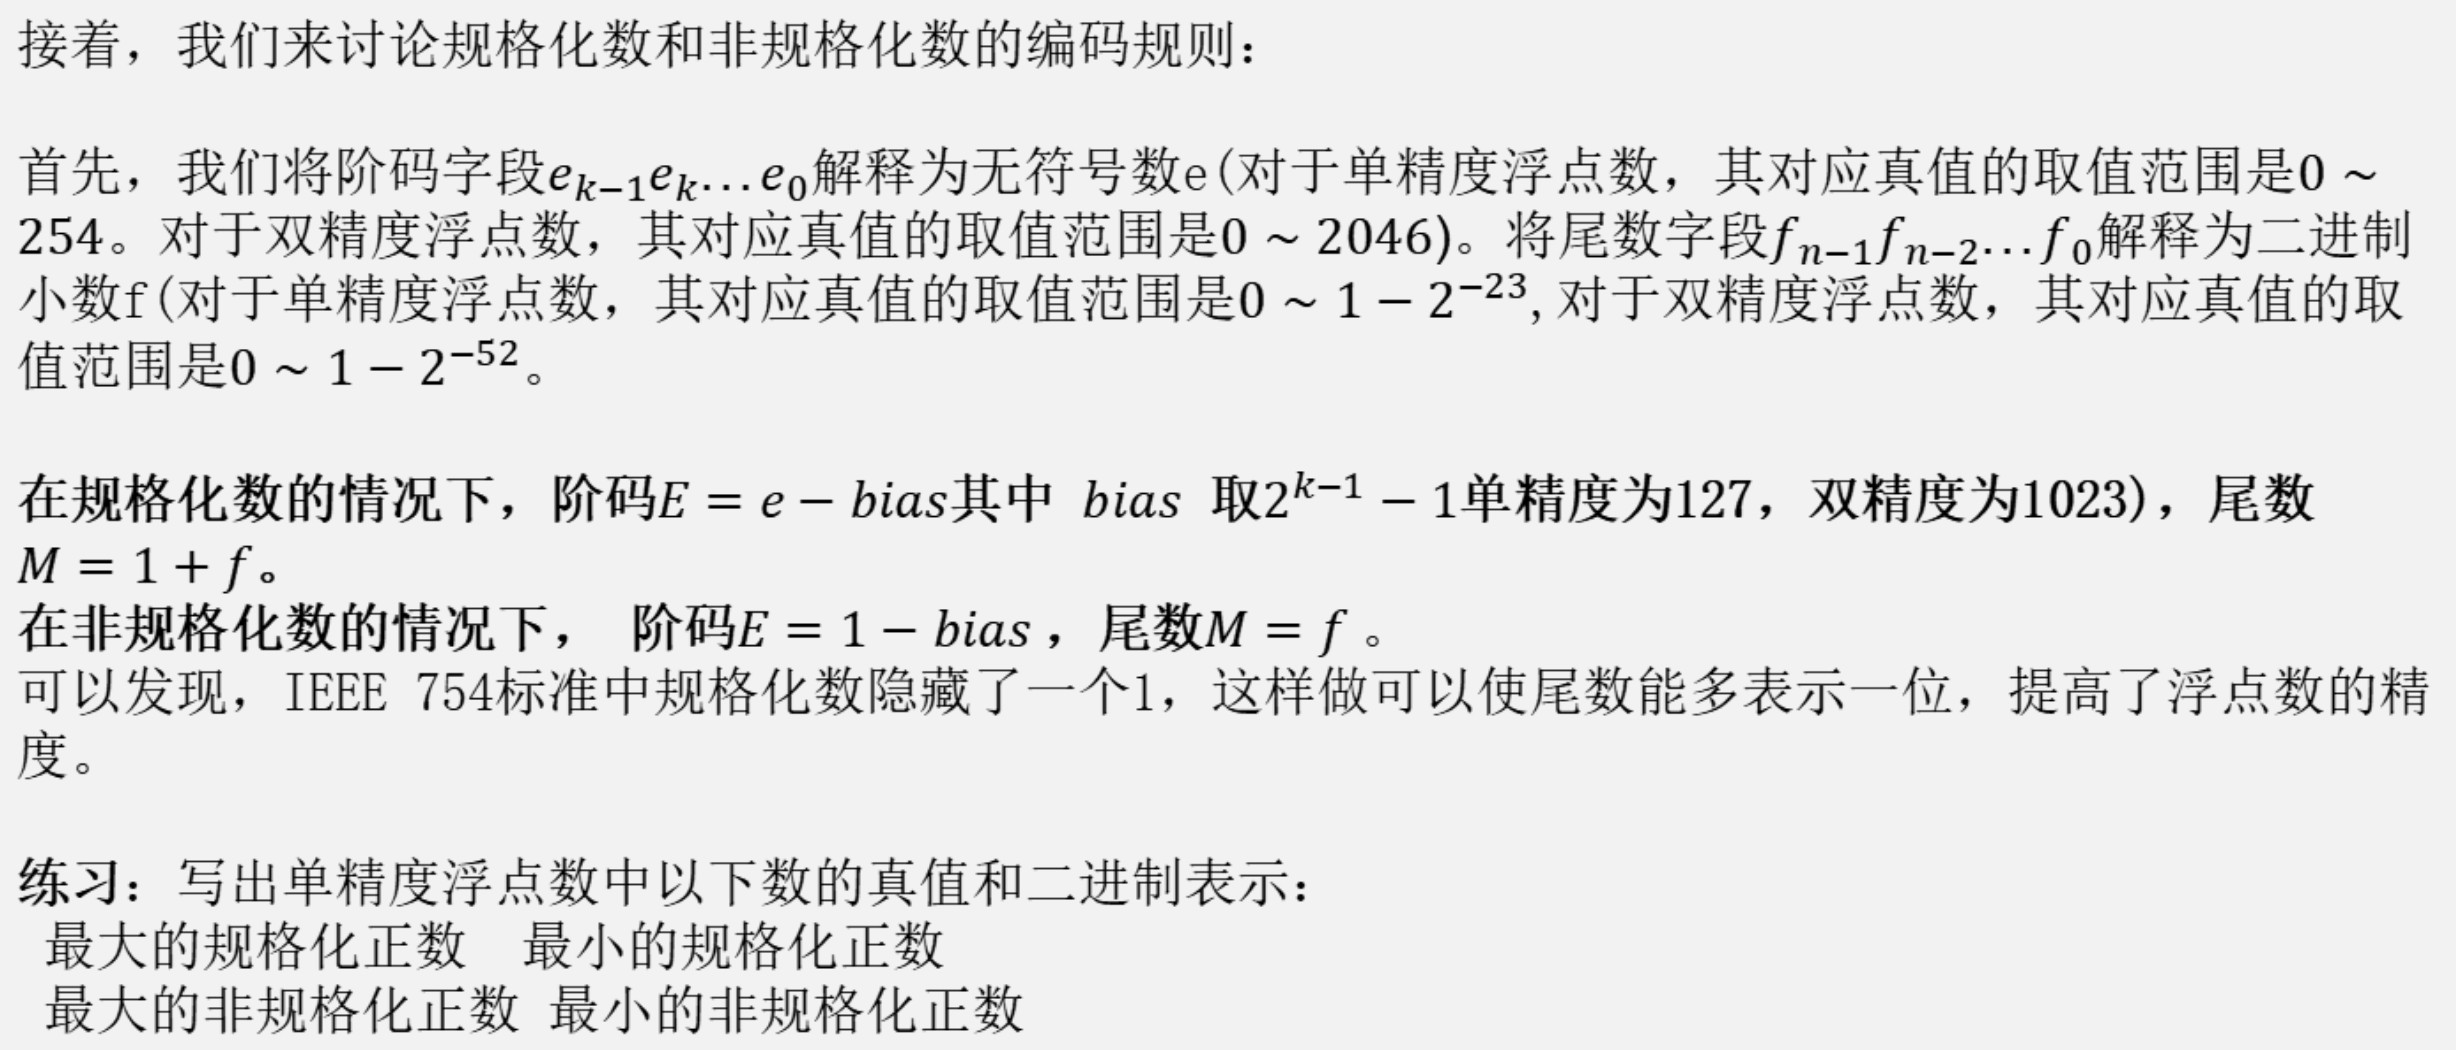 接着，我们来讨论规格化数和非规格化数的编码规则：
首先，我们将阶码字段$e_{k-1}e_k…e_0$解释为无符号数e(对于单精度浮点数，其对应真值的取值范围是0 ~
254。对于双精度浮点数，其对应真值的取值范围是0 ~ 2046)。将尾数字段$f_{n-1}f_{n-2}…f_0$解释为二进制
小数f(对于单精度浮点数，其对应真值的取值范围是$0 ~ 1 - 2^{-23}$,对于双精度浮点数，其对应真值的取
值范围是$0 ~ 1 - 2^{-52}$。
在规格化数的情况下，阶码$E = e - bias$其中 $bias$ 取$2^{k-1} - 1$单精度为127，双精度为1023)，尾数
$M = 1 + f$。
在非规格化数的情况下， 阶码$E = 1 - bias$，尾数$M = f$ 。
可以发现，IEEE 754标准中规格化数隐藏了一个1，这样做可以使尾数能多表示一位，提高了浮点数的精
度。
练习：写出单精度浮点数中以下数的真值和二进制表示：
最大的规格化正数 最小的规格化正数
最大的非规格化正数 最小的非规格化正数